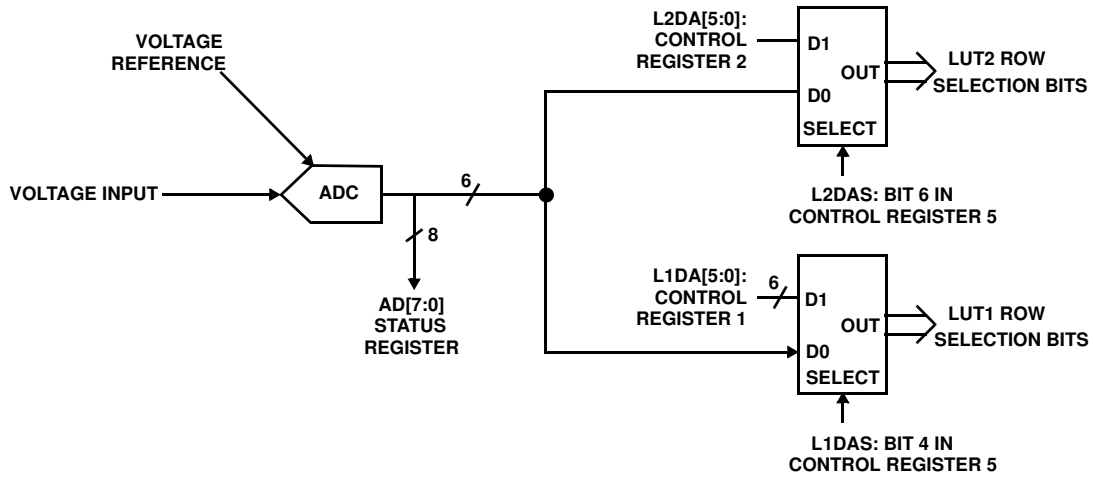 VOLTAGE
REFERENCE
VOLTAGE INPUT
ADC
6
8
AD[7:0]
STATUS
REGISTER
L2DA[5:0]:
CONTROL
REGISTER 2
D1
OUT
D0
SELECT
LUT2 ROW
SELECTION BITS
L2DAS: BIT 6 IN
CONTROL REGISTER 5
L1DA[5:0]:
CONTROL
REGISTER 1
6
D1
OUT
D0
SELECT
LUT1 ROW
SELECTION BITS
L1DAS: BIT 4 IN
CONTROL REGISTER 5